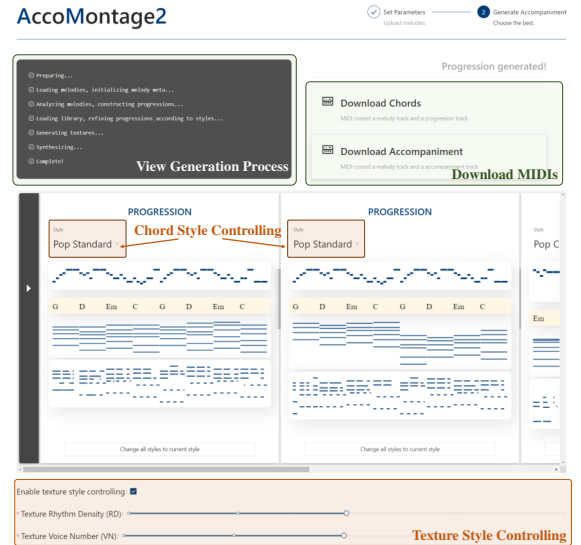 AccoMontage2
Set Parameters
Upload melodies.
2
Generate Accompaniment
Choose the best.
Progression generated!
Preparing...
Loading melodies, initializing melody meta...
Analyzing melodies, constructing progressions...
Loading library, refining progressions according to styles...
Generating textures...
Synthesizing...
Complete!
View Generation Process
Download Chords
MIDI consist a melody track and a progression track
Download Accompaniment
MIDI consist a melody track and a accompaniment track
Download MIDIs
PROGRESSION
PROGRESSION
Style
Pop Standard
Chord Style Controlling
Style
Pop Standard
Style
Pop C
G D Em C G D Em C
G D Em C G D Em C
Em
Change all styles to current style
Change all styles to current style
Enable texture style controlling:
* Texture Rhythm Density (RD):
* Texture Voice Number (VN):
Texture Style Controlling